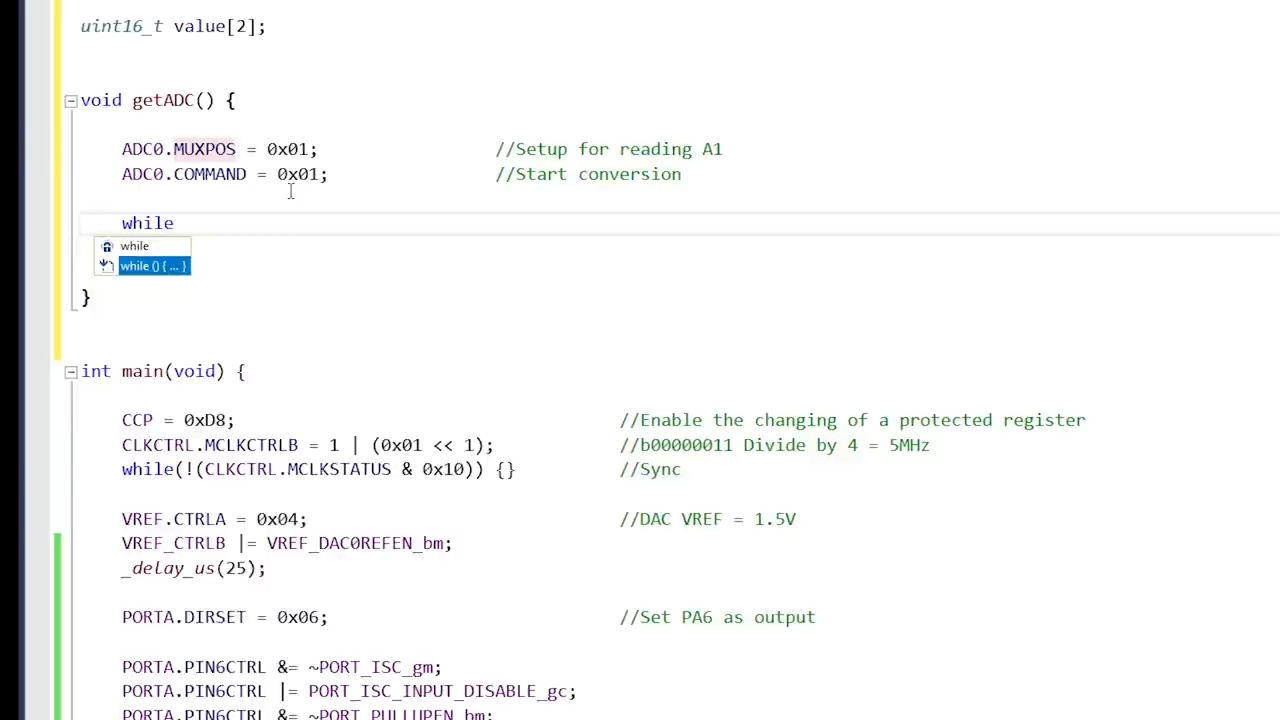 uint16_t value[2];
void getADC() {
ADC0.MUXPOS = 0x01; //Setup for reading A1
ADC0.COMMAND = 0x01; //Start conversion
while
while
while () { ... }
}
int main(void) {
CCP = 0xD8; //Enable the changing of a protected register
CLKCTRL.MCLKCTRLB = 1 | (0x01 << 1); //b00000011 Divide by 4 = 5MHz
while(!(CLKCTRL.MCLKSTATUS & 0x10)) {} //Sync
VREF.CTRLA = 0x04; //DAC VREF = 1.5V
VREF_CTRLB |= VREF_DAC0REFEN_bm;
_delay_us(25);
PORTA.DIRSET = 0x06; //Set PA6 as output
PORTA.PIN6CTRL &= ~PORT_ISC_gm;
PORTA.PIN6CTRL |= PORT_ISC_INPUT_DISABLE_gc;
PORTA.PIN6CTRL &= ~PORT_PULLUPEN_bm;